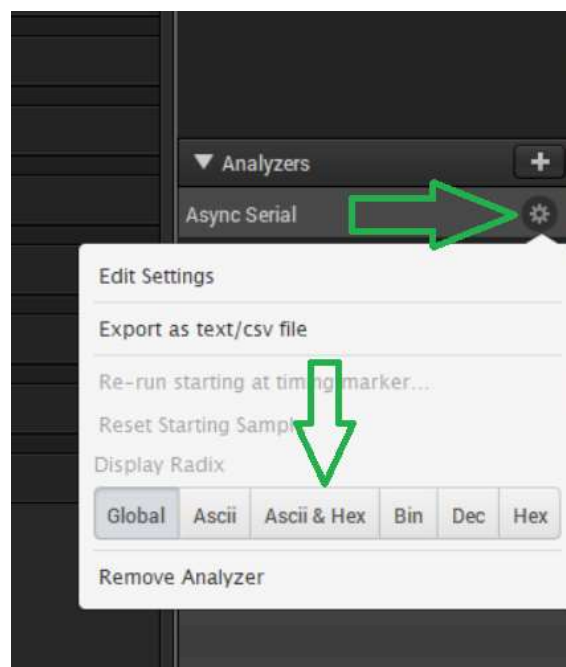 Analyzers
Async Serial
Edit Settings
Export as text/csv file
Re-run starting at timing marker...
Reset Starting Sample
Display Radix
Global Ascii Ascii & Hex Bin Dec Hex
Remove Analyzer